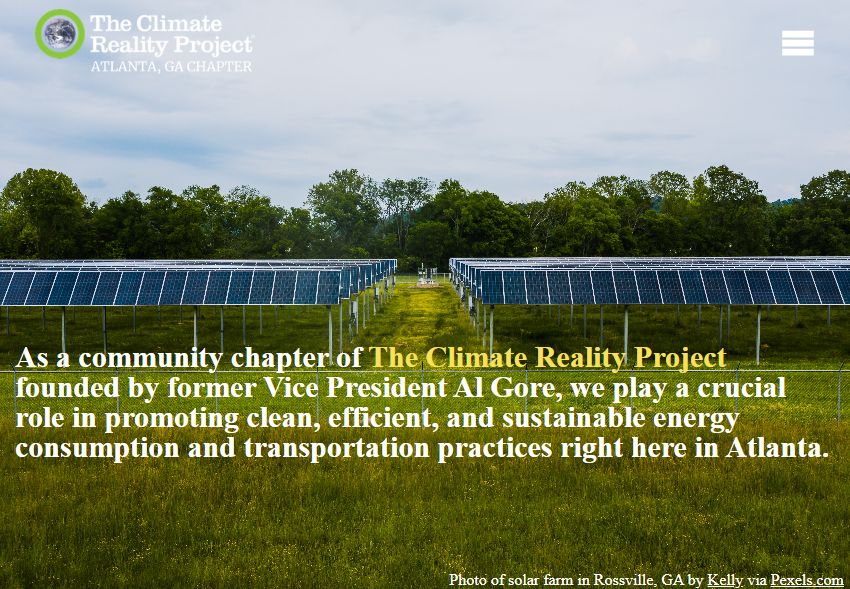 The Climate
Reality Project
ATLANTA, GA CHAPTER
As a community chapter of The Climate Reality Project
founded by former Vice President Al Gore, we play a crucial
role in promoting clean, efficient, and sustainable energy
consumption and transportation practices right here in Atlanta.
Photo of solar farm in Rossville, GA by Kelly via Pexels.com